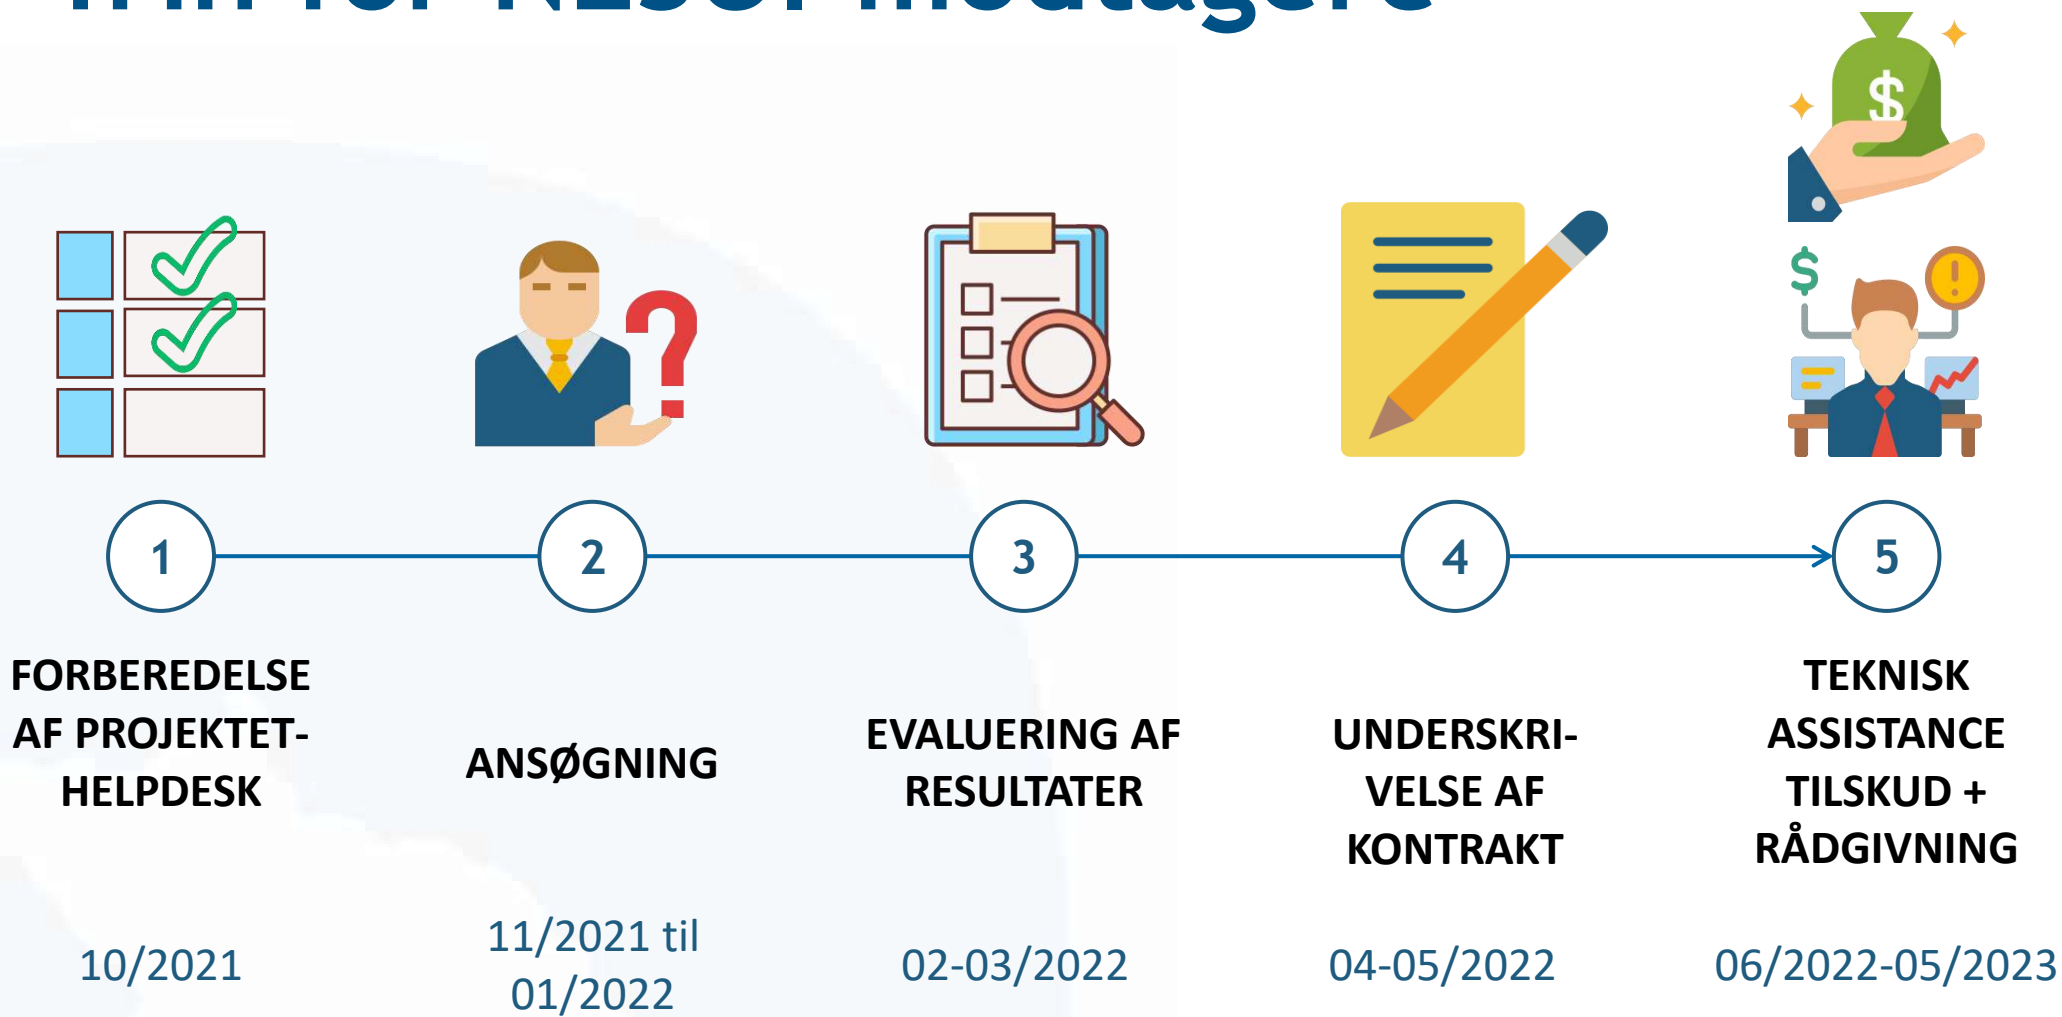 modtagere
$
$
!
1
2
3
4
5
FORBEREDELSE
AF PROJEKTET-
HELPDESK
ANSØGNING
EVALUERING AF
RESULTATER
UNDERSKRI-
VELSE AF
KONTRAKT
TEKNISK
ASSISTANCE
TILSKUD +
RÅDGIVNING
10/2021
11/2021 til
01/2022
02-03/2022
04-05/2022
06/2022-05/2023